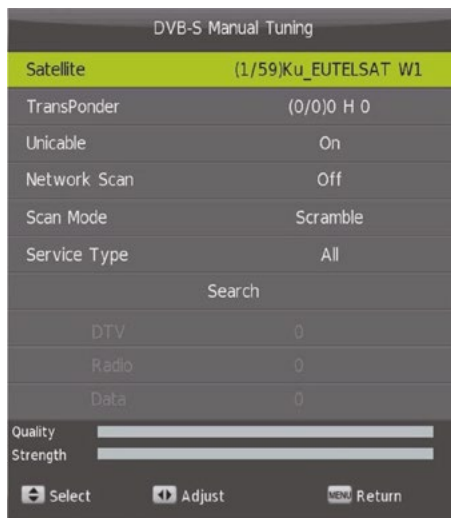 DVB-S Manual Tuning
Satellite (1/59)Ku_EUTELSAT W1
TransPonder (0/0)0 H 0
Unicable On
Network Scan Off
Scan Mode Scramble
Service Type All
Search
DTV 0
Radio 0
Data 0
Quality
Strength
Select Adjust MENU Return